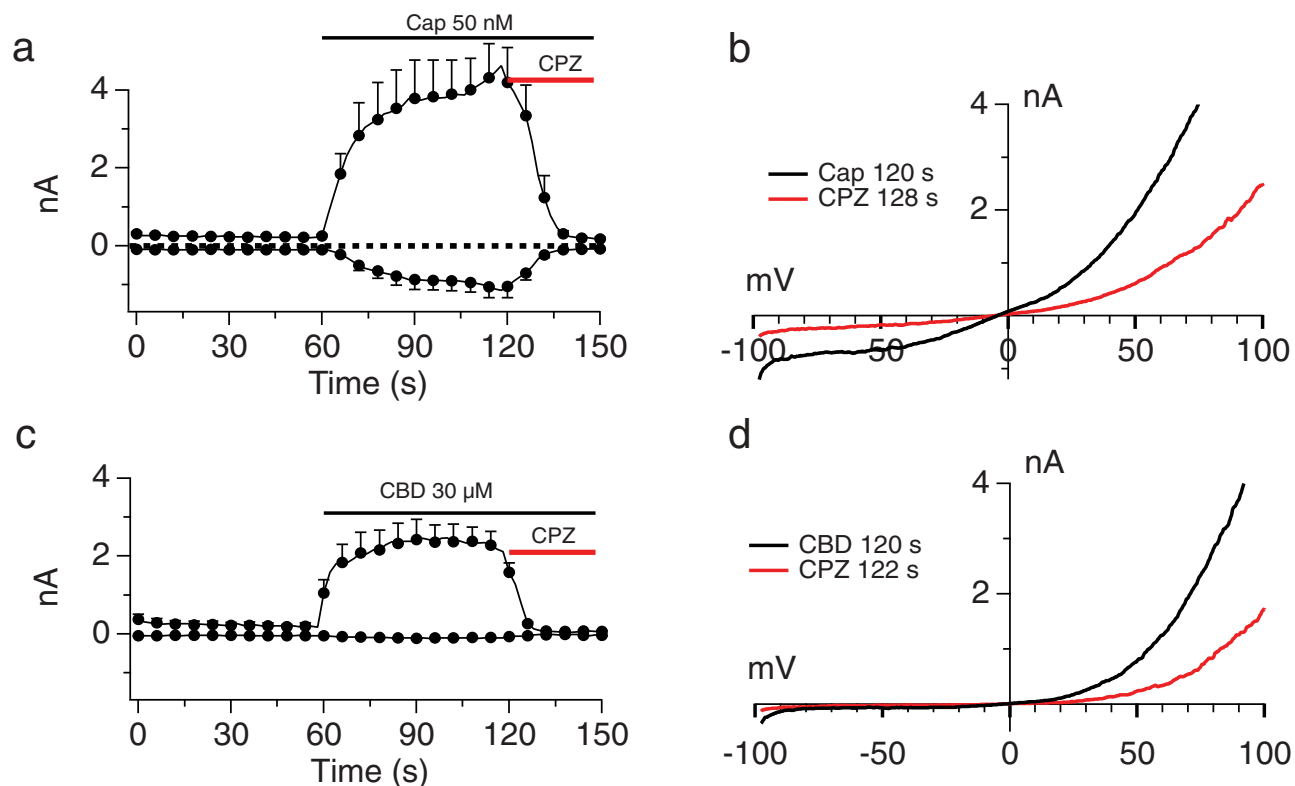 a
Cap 50 nM
CPZ
4
2
0
nA
0 30 60 90 120 150
Time (s)
b
nA
4
2
Cap 120 s
CPZ 128 s
mV
-100 -50 0 50 100
c
CBD 30 µM
CPZ
4
2
0
nA
0 30 60 90 120 150
Time (s)
d
nA
4
2
CBD 120 s
CPZ 122 s
mV
-100 -50 0 50 100